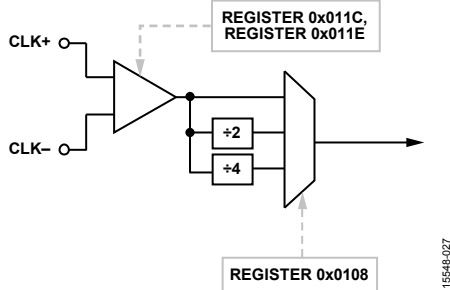 REGISTER 0x011C,
REGISTER 0x011E
CLK+
CLK–
÷2
÷4
REGISTER 0x0108
15548-027